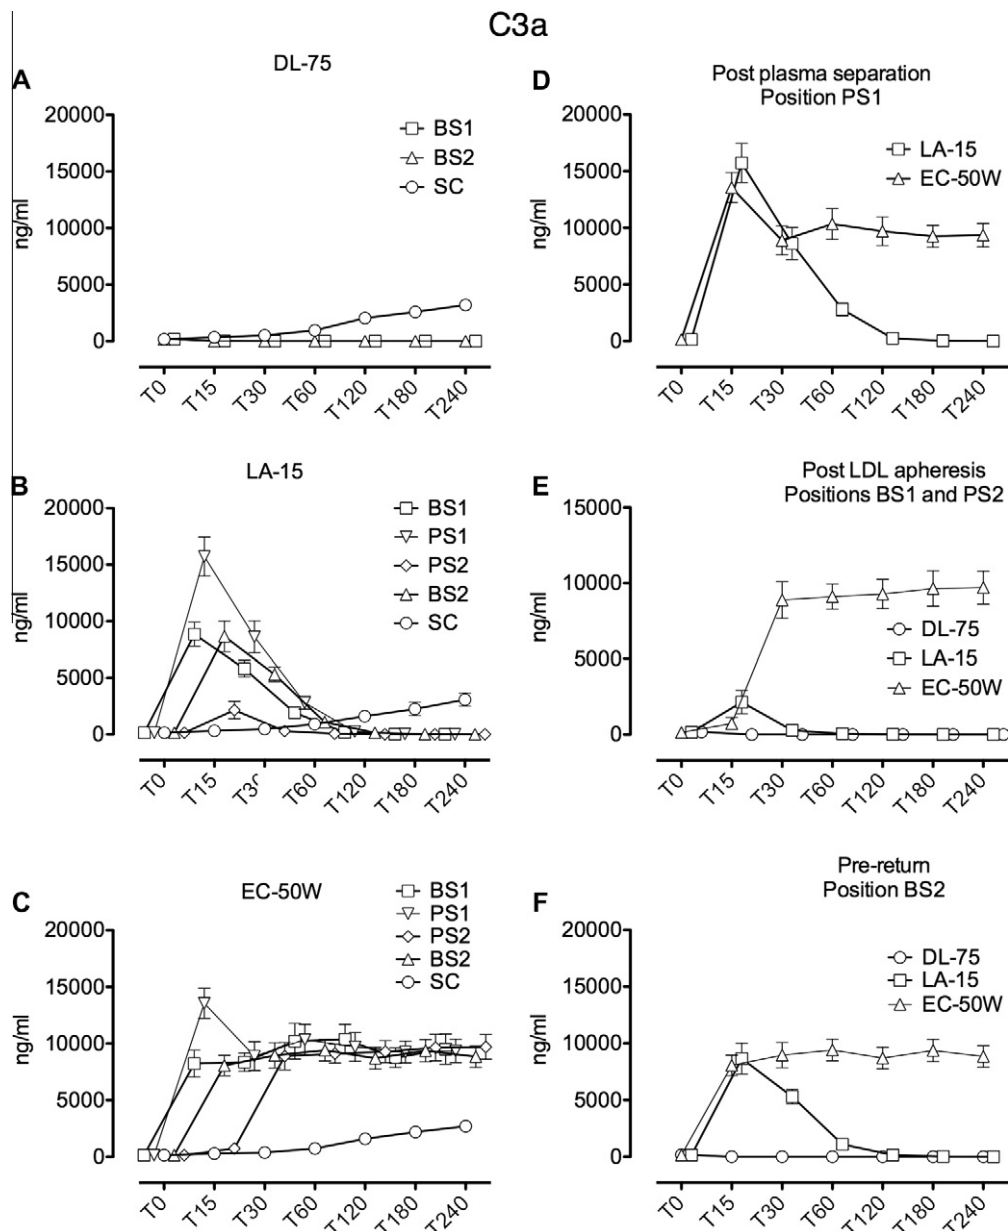 C3a
A
DL-75
20000
15000
10000
5000
0
ng/ml
BS1
BS2
SC
T0
T15
T30
T60
T120
T180
T240
D
Post plasma separation
Position PS1
20000
15000
10000
5000
0
ng/ml
LA-15
EC-50W
T0
T15
T30
T60
T120
T180
T240
B
LA-15
20000
15000
10000
5000
0
ng/ml
BS1
PS1
PS2
BS2
SC
T0
T15
T60
T120
T180
T240
E
Post LDL apheresis
Positions BS1 and PS2
15000
10000
5000
0
ng/ml
DL-75
LA-15
EC-50W
T0
T15
T30
T60
T120
T180
T240
C
EC-50W
20000
15000
10000
5000
0
ng/ml
BS1
PS1
PS2
BS2
SC
T0
T15
T30
T60
T120
T180
T240
F
Pre-return
Position BS2
20000
15000
10000
5000
0
ng/ml
DL-75
LA-15
EC-50W
T0
T15
T30
T60
T120
T180
T240